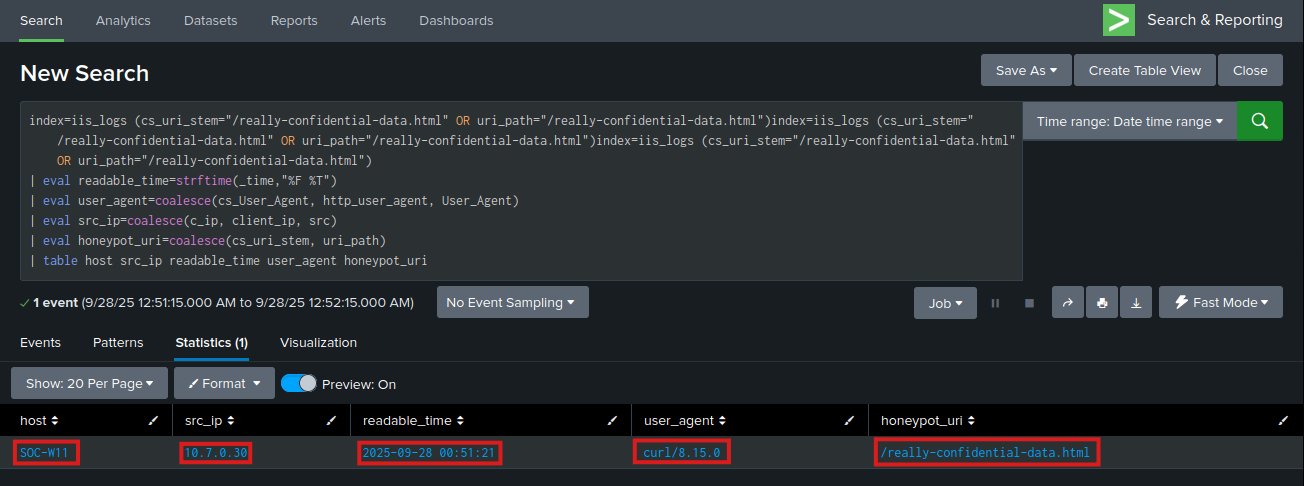 Search Analytics Datasets Reports Alerts Dashboards > Search & Reporting
New Search Save As Create Table View Close
index=iis_logs (cs_uri_stem="/really-confidential-data.html" OR uri_path="/really-confidential-data.html")index=iis_logs (cs_uri_stem="
/really-confidential-data.html" OR uri_path="/really-confidential-data.html")index=iis_logs (cs_uri_stem="/really-confidential-data.html"
OR uri_path="/really-confidential-data.html")
| eval readable_time=strftime(_time,"%F %T")
| eval user_agent=coalesce(cs_User_Agent, http_user_agent, User_Agent)
| eval src_ip=coalesce(c_ip, client_ip, src)
| eval honeypot_uri=coalesce(cs_uri_stem, uri_path)
| table host src_ip readable_time user_agent honeypot_uri
Time range: Date time range
✓ 1 event (9/28/25 12:51:15.000 AM to 9/28/25 12:52:15.000 AM) No Event Sampling Job Fast Mode
Events Patterns Statistics (1) Visualization
Show: 20 Per Page Format Preview: On
host src_ip readable_time user_agent honeypot_uri
SOC-W11 10.7.0.30 2025-09-28 00:51:21 curl/8.15.0 /really-confidential-data.html